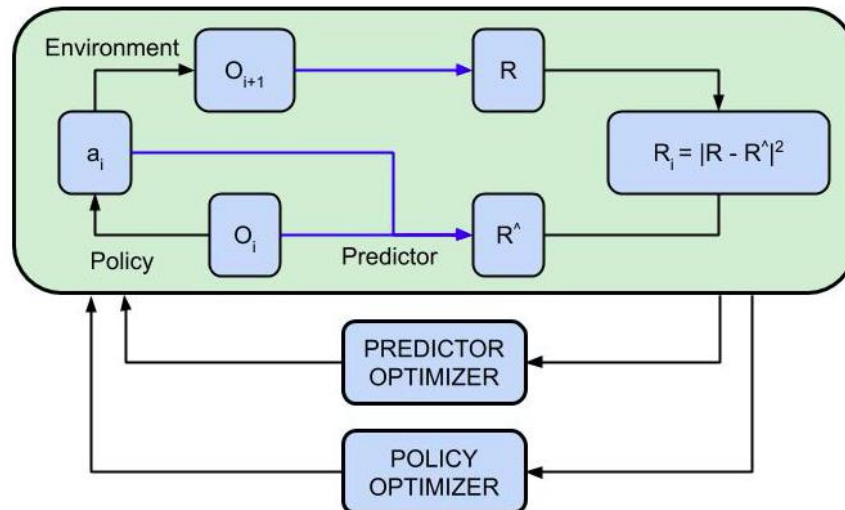 Environment
O_{i+1}
R
a_i
R_i = |R - R^|²
O_i
R^
Policy
Predictor
PREDICTOR
OPTIMIZER
POLICY
OPTIMIZER